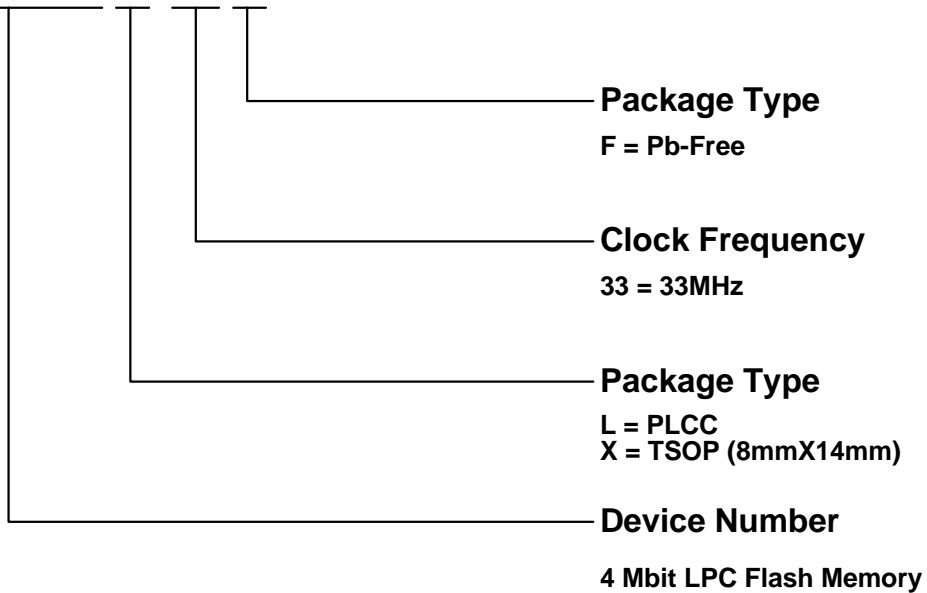 Package Type
F = Pb-Free
Clock Frequency
33 = 33MHz
Package Type
L = PLCC
X = TSOP (8mmX14mm)
Device Number
4 Mbit LPC Flash Memory